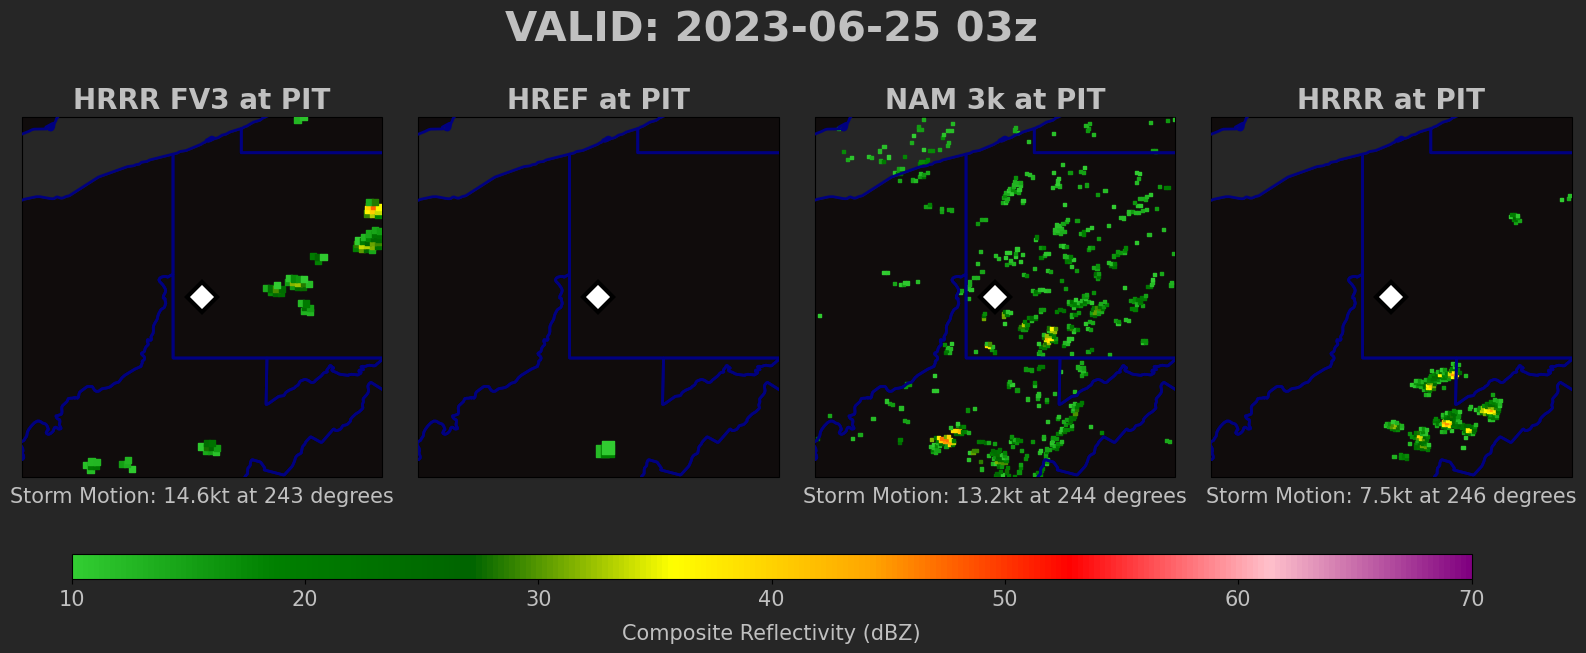 VALID: 2023-06-25 03z
HRRR FV3 at PIT
HREF at PIT
NAM 3k at PIT
HRRR at PIT
Storm Motion: 14.6kt at 243 degrees
Storm Motion: 13.2kt at 244 degrees
Storm Motion: 7.5kt at 246 degrees
10 20 30 40 50 60 70
Composite Reflectivity (dBZ)